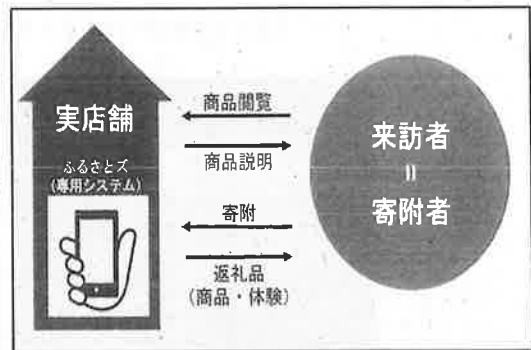 実店舗
ふるさとズ
(専用システム)
商品閲覧
商品説明
寄附
返礼品
(商品・体験)
来訪者
=
寄附者